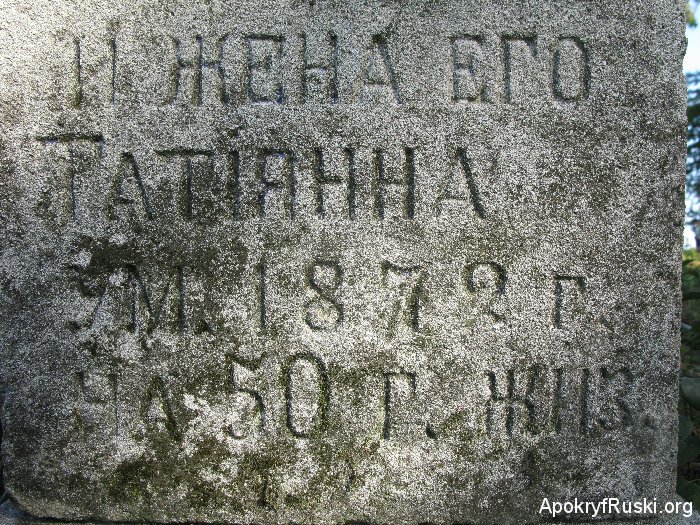 И ЖЕНА ЕГО
ТАТІЯННА
УМ. 1872 г.
НА 50 Г. ЖИЗ.
ApokryfRuski.org